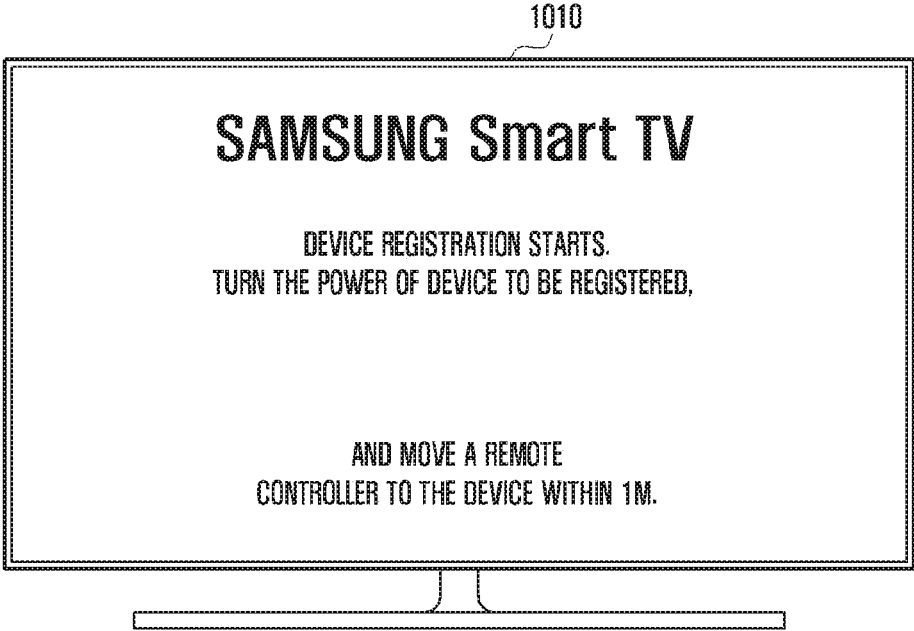 1010
SAMSUNG Smart TV
DEVICE REGISTRATION STARTS.
TURN THE POWER OF DEVICE TO BE REGISTERED,
AND MOVE A REMOTE
CONTROLLER TO THE DEVICE WITHIN 1M.